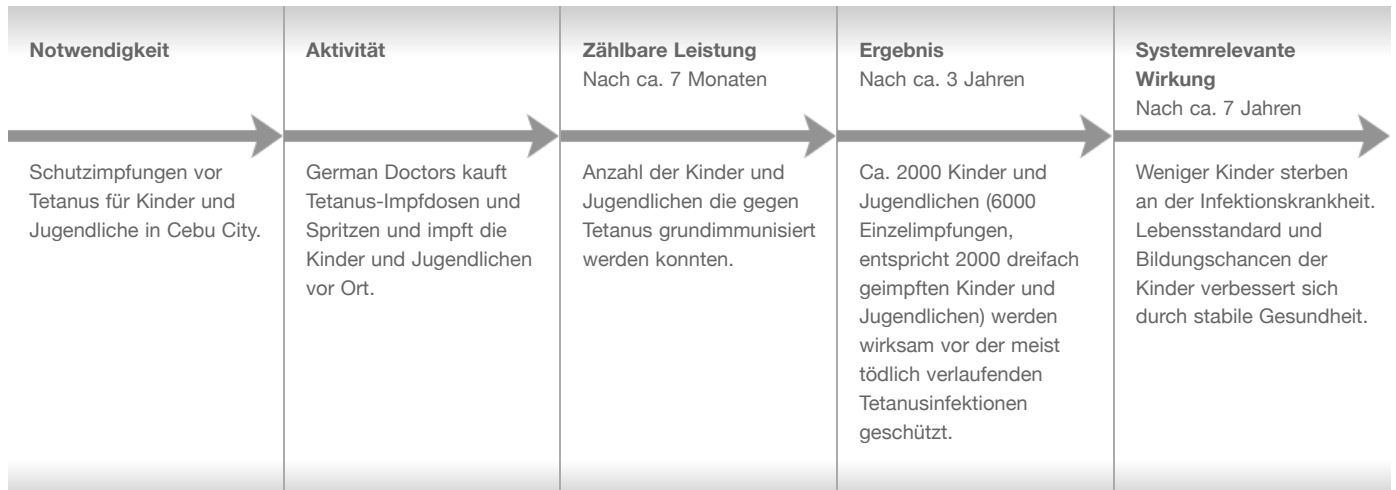 Notwendigkeit
Schutzimpfungen vor
Tetanus für Kinder und
Jugendliche in Cebu City.
Aktivität
German Doctors kauft
Tetanus-Impfdosen und
Spritzen und impft die
Kinder und Jugendlichen
vor Ort.
Zählbare Leistung
Nach ca. 7 Monaten
Anzahl der Kinder und
Jugendlichen die gegen
Tetanus grundimmunisiert
werden konnten.
Ergebnis
Nach ca. 3 Jahren
Ca. 2000 Kinder und
Jugendlichen (6000
Einzelimpfungen,
entspricht 2000 dreifach
geimpften Kinder und
Jugendlichen) werden
wirksam vor der meist
tödlich verlaufenden
Tetanusinfektionen
geschützt.
Systemrelevante
Wirkung
Nach ca. 7 Jahren
Weniger Kinder sterben
an der Infektionskrankheit.
Lebensstandard und
Bildungschancen der
Kinder verbessert sich
durch stabile Gesundheit.